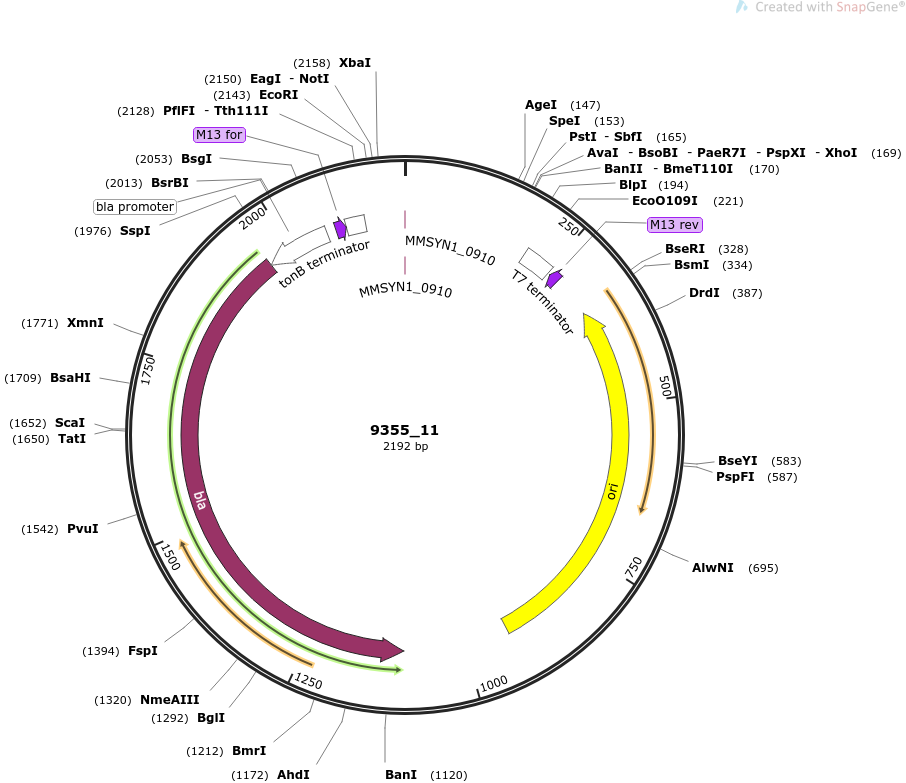 Created with SnapGene®
(2158) XbaI
(2150) EagI - NotI
(2143) EcoRI
(2128) PflFI - Tth111I
M13 for
(2053) BsgI
(2013) BsrBI
bla promoter
(1976) SspI
(1771) XmnI
(1709) BsaHI
(1652) ScaI
(1650) TatI
(1542) PvuI
(1394) FspI
(1320) NmeAIII
(1292) BglI
(1212) BmrI
(1172) AhdI
BanI (1120)
AgeI (147)
SpeI (153)
PstI - SbfI (165)
AvaI - BsoBI - PaeR7I - PspXI - XhoI (169)
BanII - BmeT110I (170)
BlpI (194)
EcoO109I (221)
M13 rev
BseRI (328)
BsmI (334)
DrdI (387)
BseYI (583)
PspFI (587)
AlwNI (695)
250
500
750
1000
1250
1500
1750
2000
tonB terminator
MMSYN1_0910
MMSYN1_0910
T7 terminator
ori
bla
9355_11
2192 bp